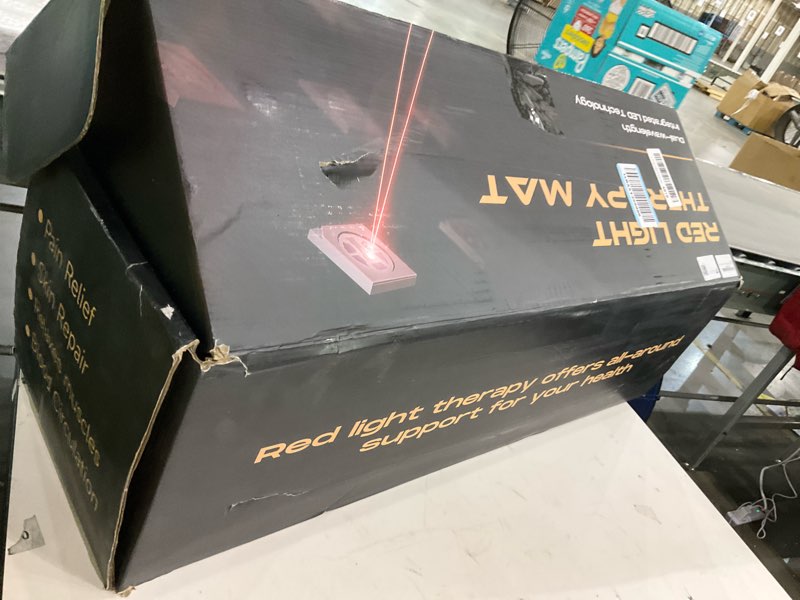 RED LIGHT
THERAPY MAT
Dual-wavelength
integrated LED Technology
Red light therapy offers all-around
support for your health
Pain Relief
Skin Repair
Relaxes muscles
Blood Circulation
Pampers